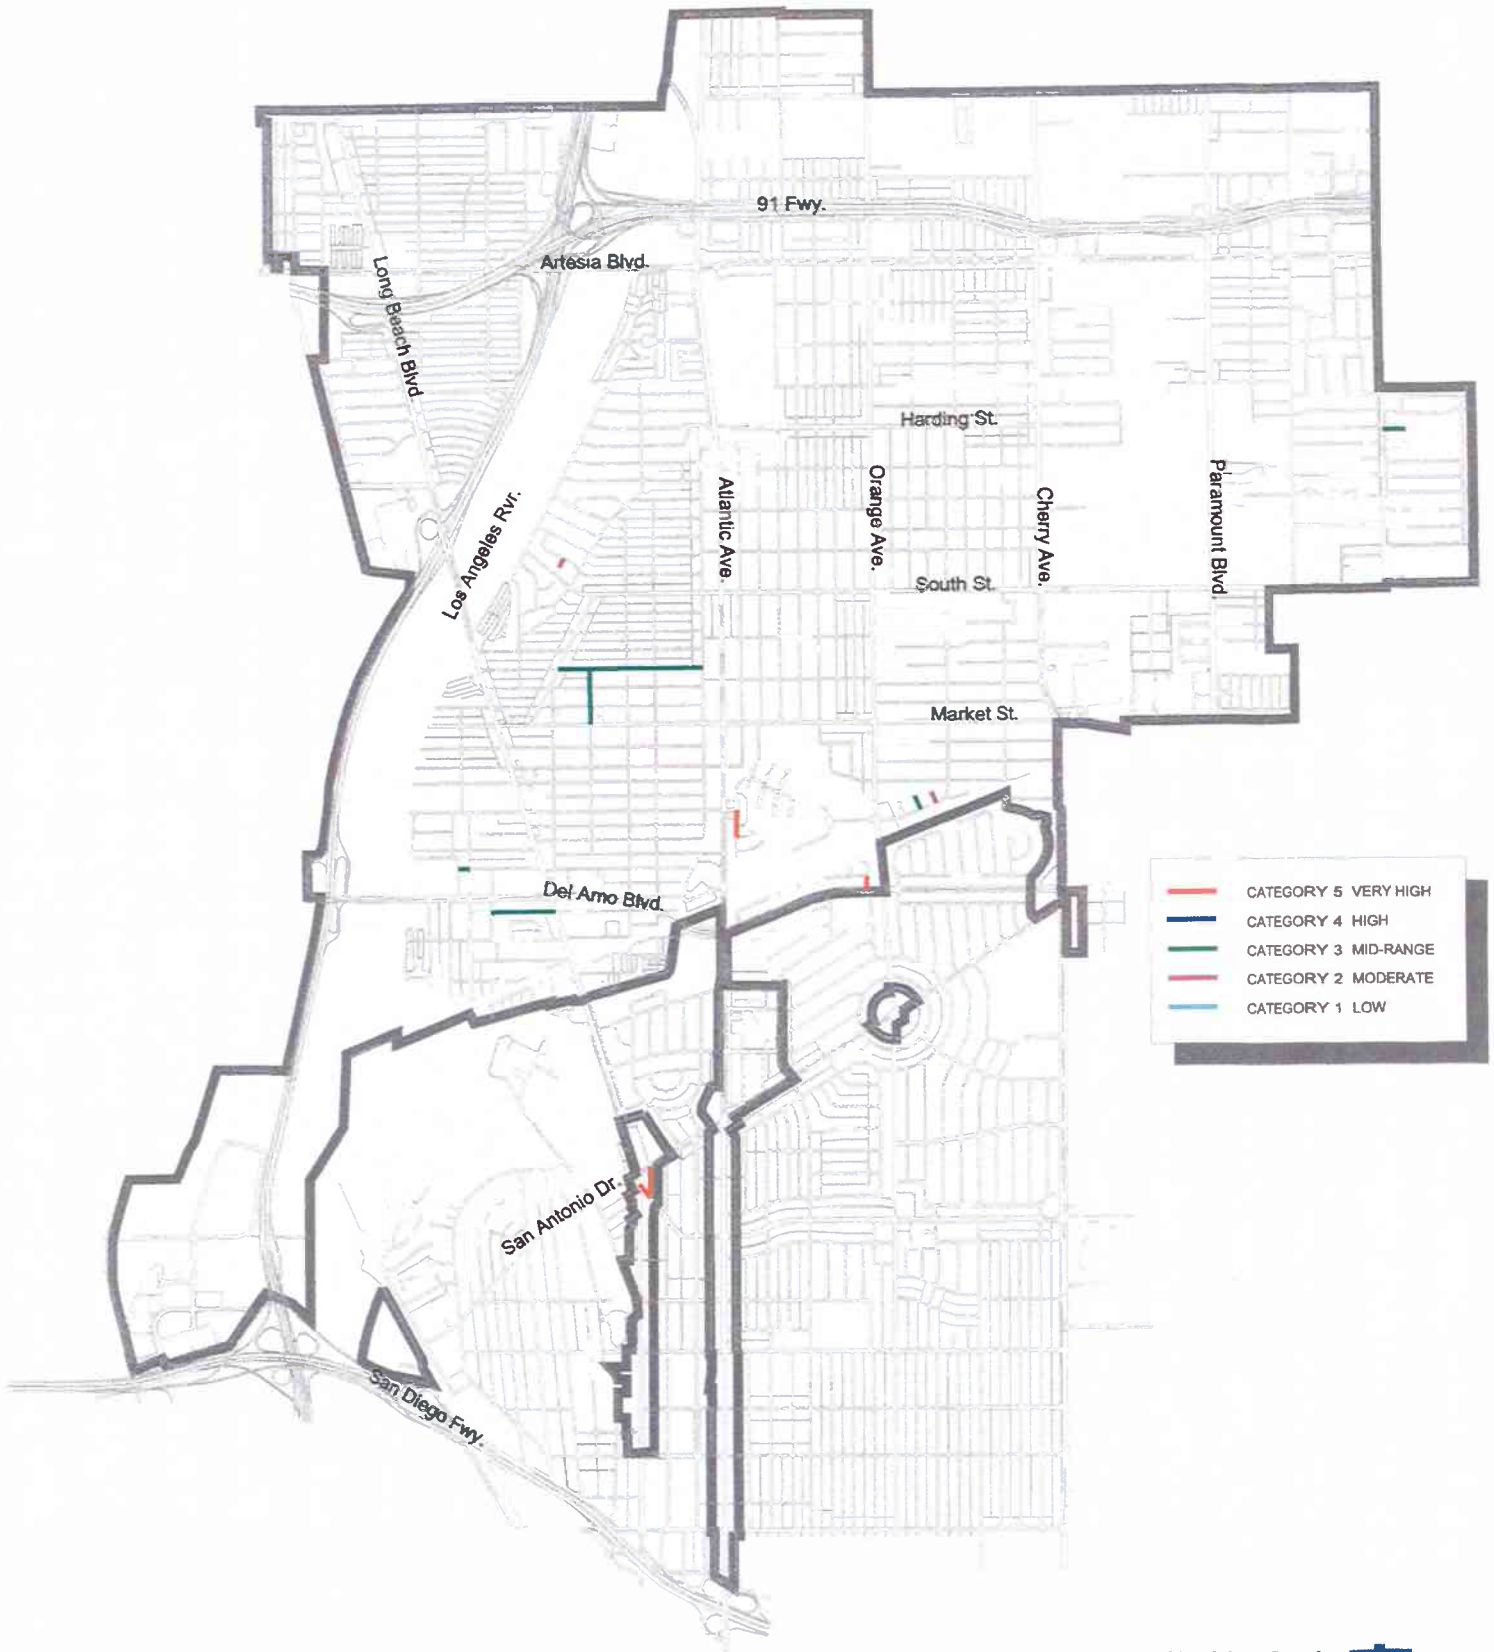 91 Fwy.
Artesia Blvd.
Long Beach Blvd
Harding St.
Los Angeles Rvr.
Atlantic Ave.
Orange Ave.
Cherry Ave.
Paramount Blvd.
South St.
Market St.
Del Amo Blvd.
San Antonio Dr.
San Diego Fwy.
CATEGORY 5 VERY HIGH
CATEGORY 4 HIGH
CATEGORY 3 MID-RANGE
CATEGORY 2 MODERATE
CATEGORY 1 LOW